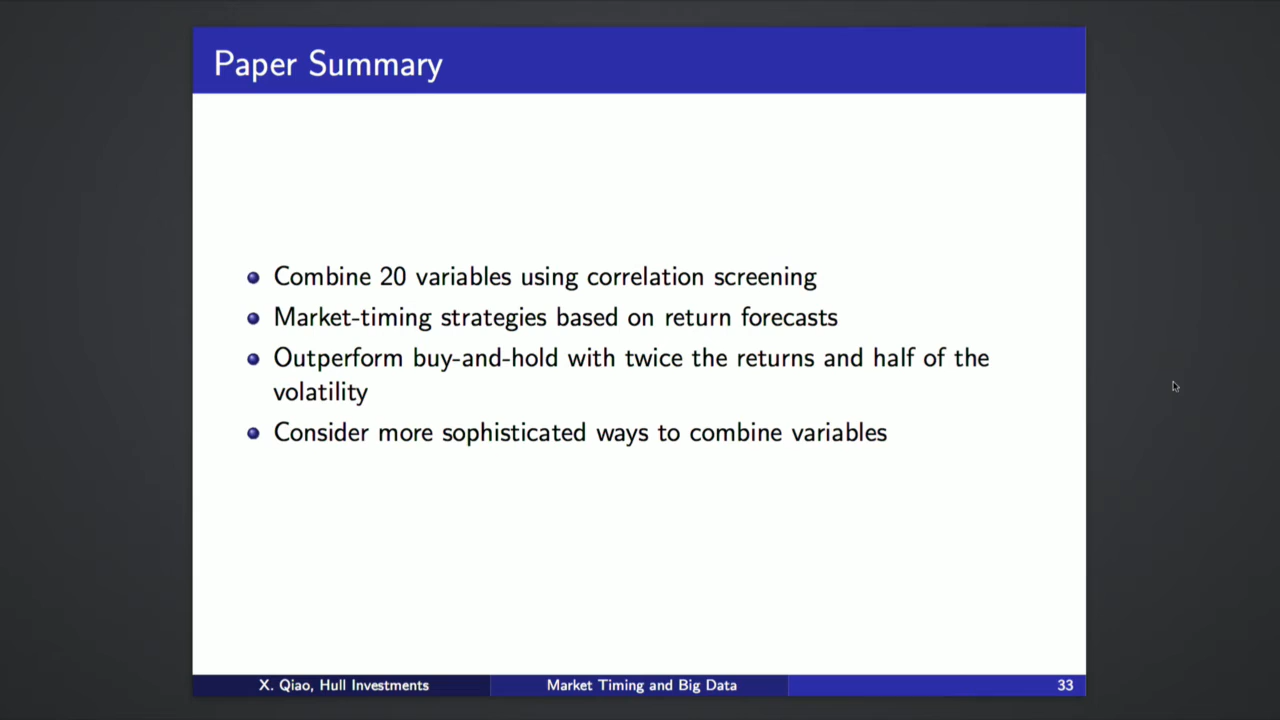 Paper Summary
Combine 20 variables using correlation screening
Market-timing strategies based on return forecasts
Outperform buy-and-hold with twice the returns and half of the
volatility
Consider more sophisticated ways to combine variables
X. Qiao, Hull Investments
Market Timing and Big Data
33